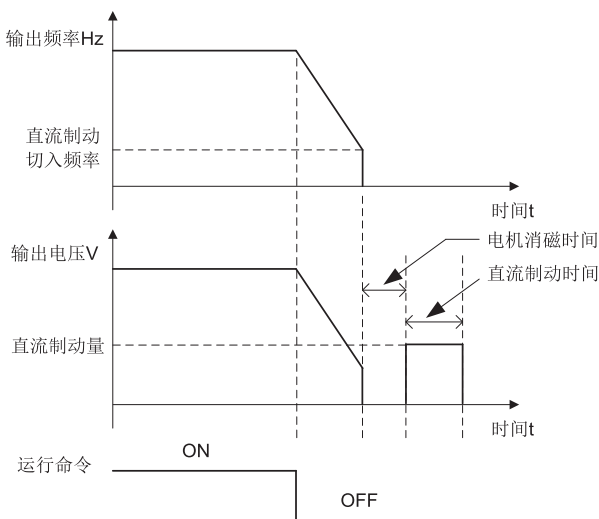 输出频率Hz
直流制动
切入频率
时间t
输出电压V
电机消磁时间
直流制动时间
直流制动量
时间t
运行命令
ON
OFF